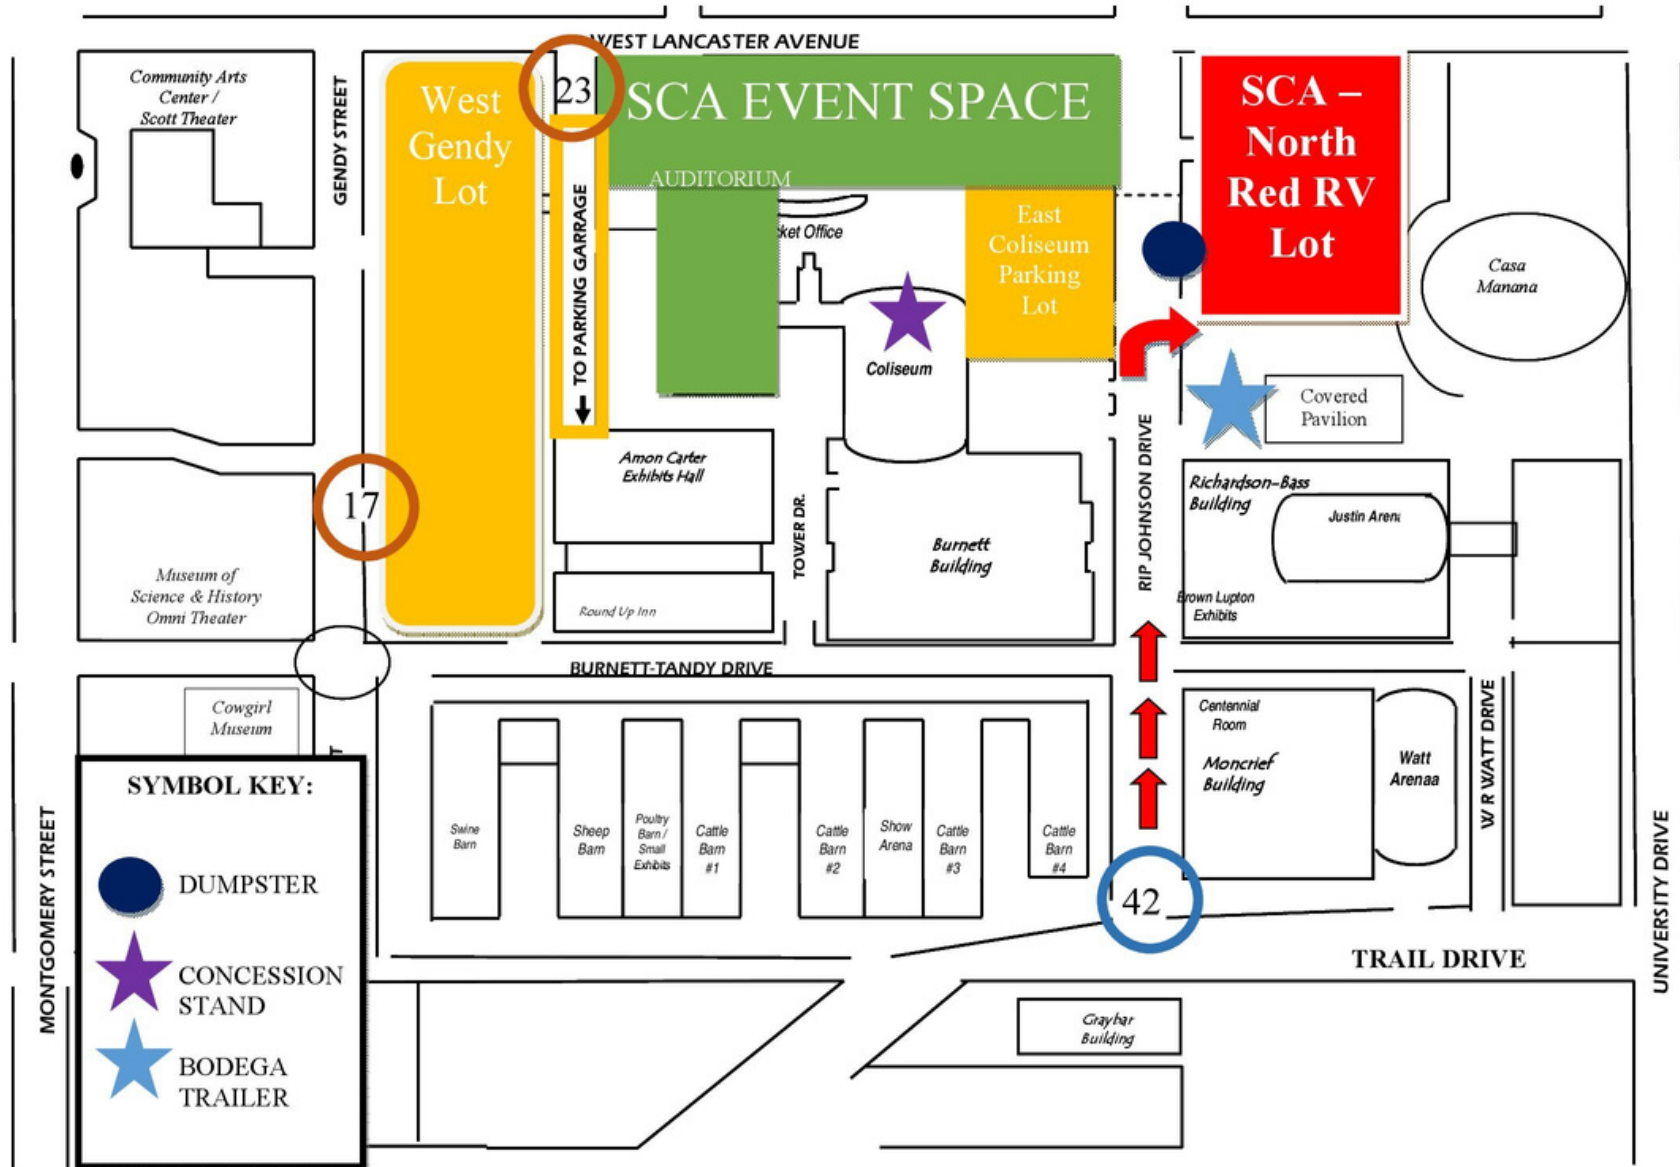 WEST LANCASTER AVENUE
Community Arts
Center /
Scott Theater
GENDY STREET
West
Gendy
Lot
23
SCA EVENT SPACE
SCA –
North
Red RV
Lot
AUDITORIUM
TO PARKING GARRAGE
ket Office
East
Coliseum
Parking
Lot
Casa
Manana
Coliseum
Covered
Pavilion
17
Amon Carter
Exhibits Hall
TOWER DR.
RIP JOHNSON DRIVE
Richardson-Bass
Building
Justin Aren
Burnett
Building
Museum of
Science & History
Omni Theater
Round Up Inn
Brown Lupton
Exhibits
BURNETT-TANDY DRIVE
Cowgirl
Museum
T
Centennial
Room
Moncrief
Building
Watt
Arenaa
W R WATT DRIVE
SYMBOL KEY:
DUMPSTER
CONCESSION
STAND
BODEGA
TRAILER
Swine
Barn
Sheep
Barn
Poultry
Barn /
Small
Exhibits
Cattle
Barn
#1
Cattle
Barn
#2
Show
Arena
Cattle
Barn
#3
Cattle
Barn
#4
42
MONTGOMERY STREET
UNIVERSITY DRIVE
TRAIL DRIVE
Graybar
Building